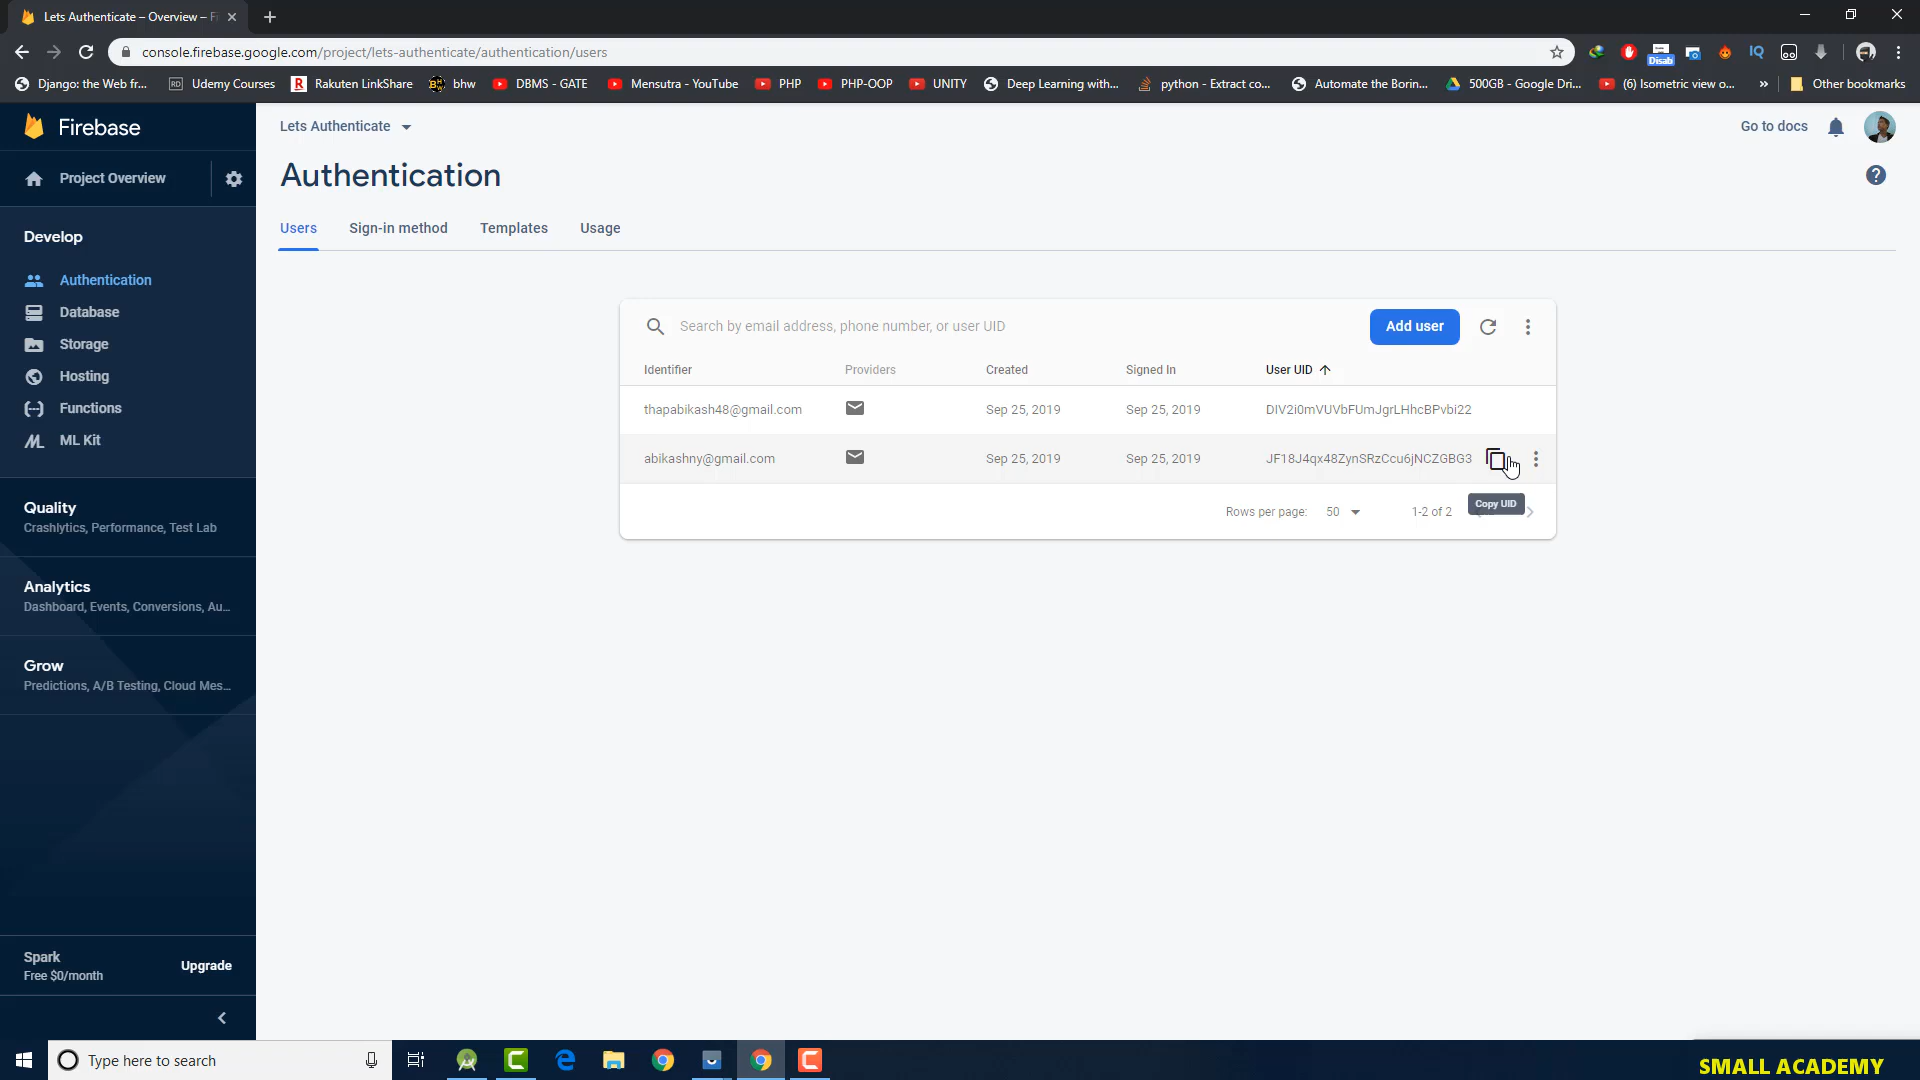 Lets Authenticate – Overview – Fi
console.firebase.google.com/project/lets-authenticate/authentication/users
Disab
IQ
Django: the Web fr...
RD Udemy Courses
R Rakuten LinkShare
bhw
DBMS - GATE
Mensutra - YouTube
PHP
PHP-OOP
UNITY
Deep Learning with...
python - Extract co...
Automate the Borin...
500GB - Google Dri...
(6) Isometric view o...
»
Other bookmarks
Firebase
Lets Authenticate
Go to docs
Project Overview
Authentication
Users
Sign-in method
Templates
Usage
Develop
Authentication
Database
Storage
Hosting
Functions
ML Kit
Search by email address, phone number, or user UID
Add user
Identifier
Providers
Created
Signed In
User UID
thapabikash48@gmail.com
Sep 25, 2019
Sep 25, 2019
DIV2i0mVUVbFUmJgrLHhcBPvbi22
abikashny@gmail.com
Sep 25, 2019
Sep 25, 2019
JF18J4qx48ZynSRzCcu6jNCZGBG3
Copy UID
Rows per page:
50
1-2 of 2
Quality
Crashlytics, Performance, Test Lab
Analytics
Dashboard, Events, Conversions, Au...
Grow
Predictions, A/B Testing, Cloud Mes...
Spark
Free $0/month
Upgrade
Type here to search
SMALL ACADEMY